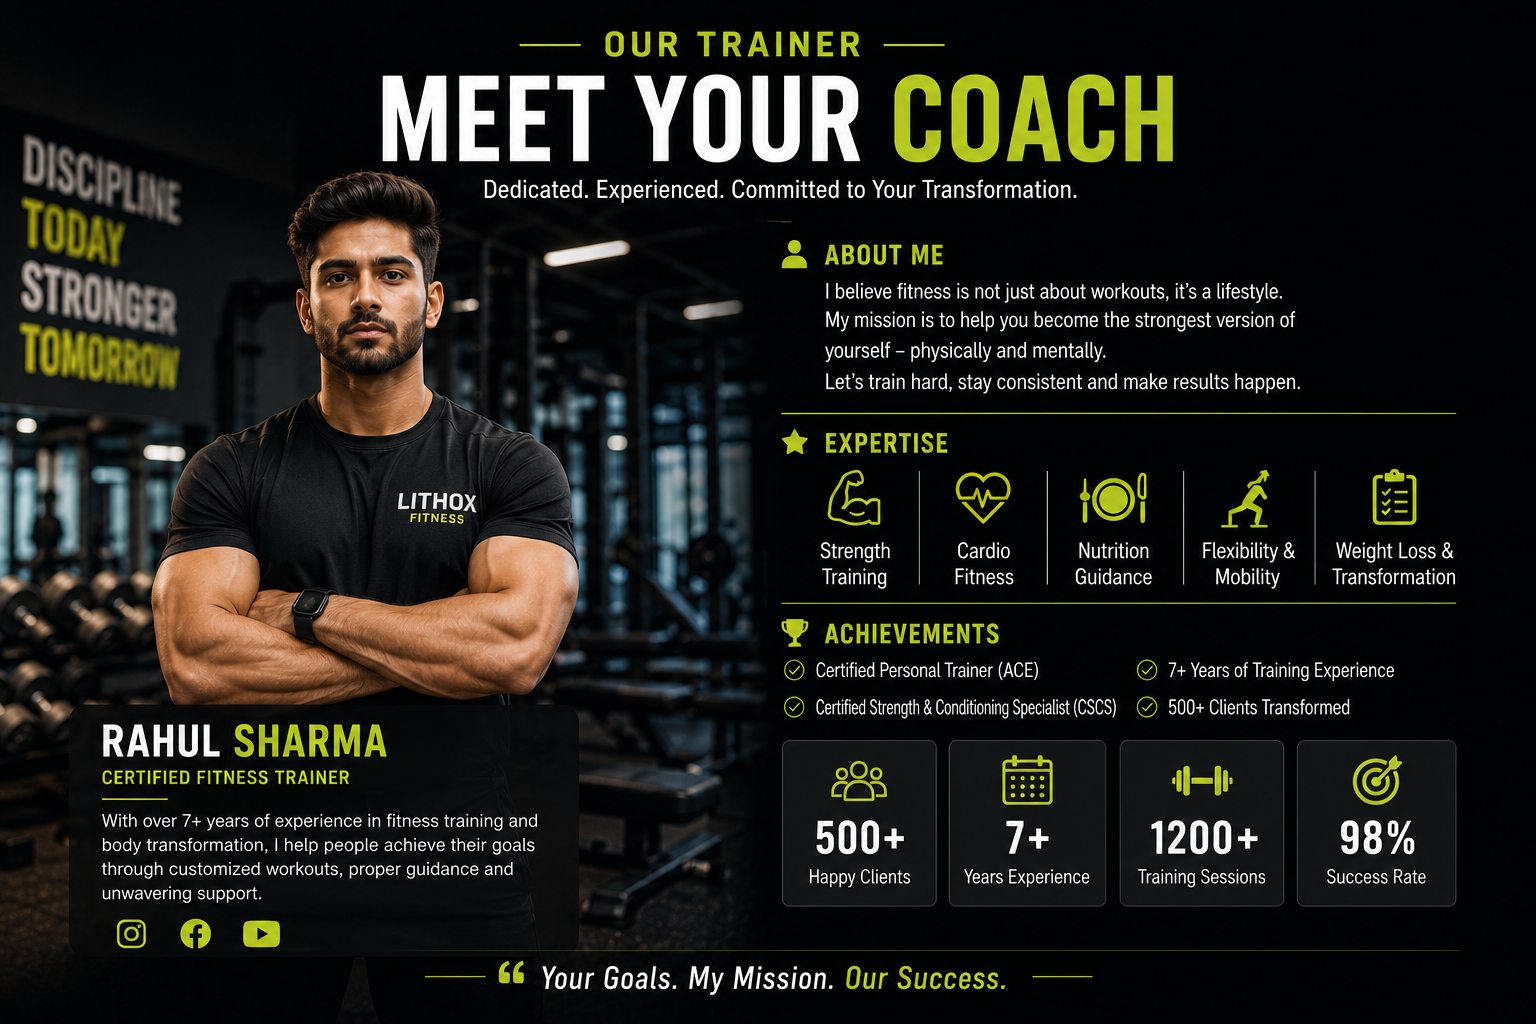 OUR TRAINER
MEET YOUR COACH
Dedicated. Experienced. Committed to Your Transformation.
DISCIPLINE
TODAY
STRONGER
TOMORROW
LITHOX
FITNESS
RAHUL SHARMA
CERTIFIED FITNESS TRAINER
With over 7+ years of experience in fitness training and
body transformation, I help people achieve their goals
through customized workouts, proper guidance and
unwavering support.
ABOUT ME
I believe fitness is not just about workouts, it's a lifestyle.
My mission is to help you become the strongest version of
yourself – physically and mentally.
Let's train hard, stay consistent and make results happen.
EXPERTISE
Strength
Training
Cardio
Fitness
Nutrition
Guidance
Flexibility &
Mobility
Weight Loss &
Transformation
ACHIEVEMENTS
Certified Personal Trainer (ACE)
7+ Years of Training Experience
Certified Strength & Conditioning Specialist (CSCS)
500+ Clients Transformed
500+
Happy Clients
7+
Years Experience
1200+
Training Sessions
98%
Success Rate
“ Your Goals. My Mission. Our Success.